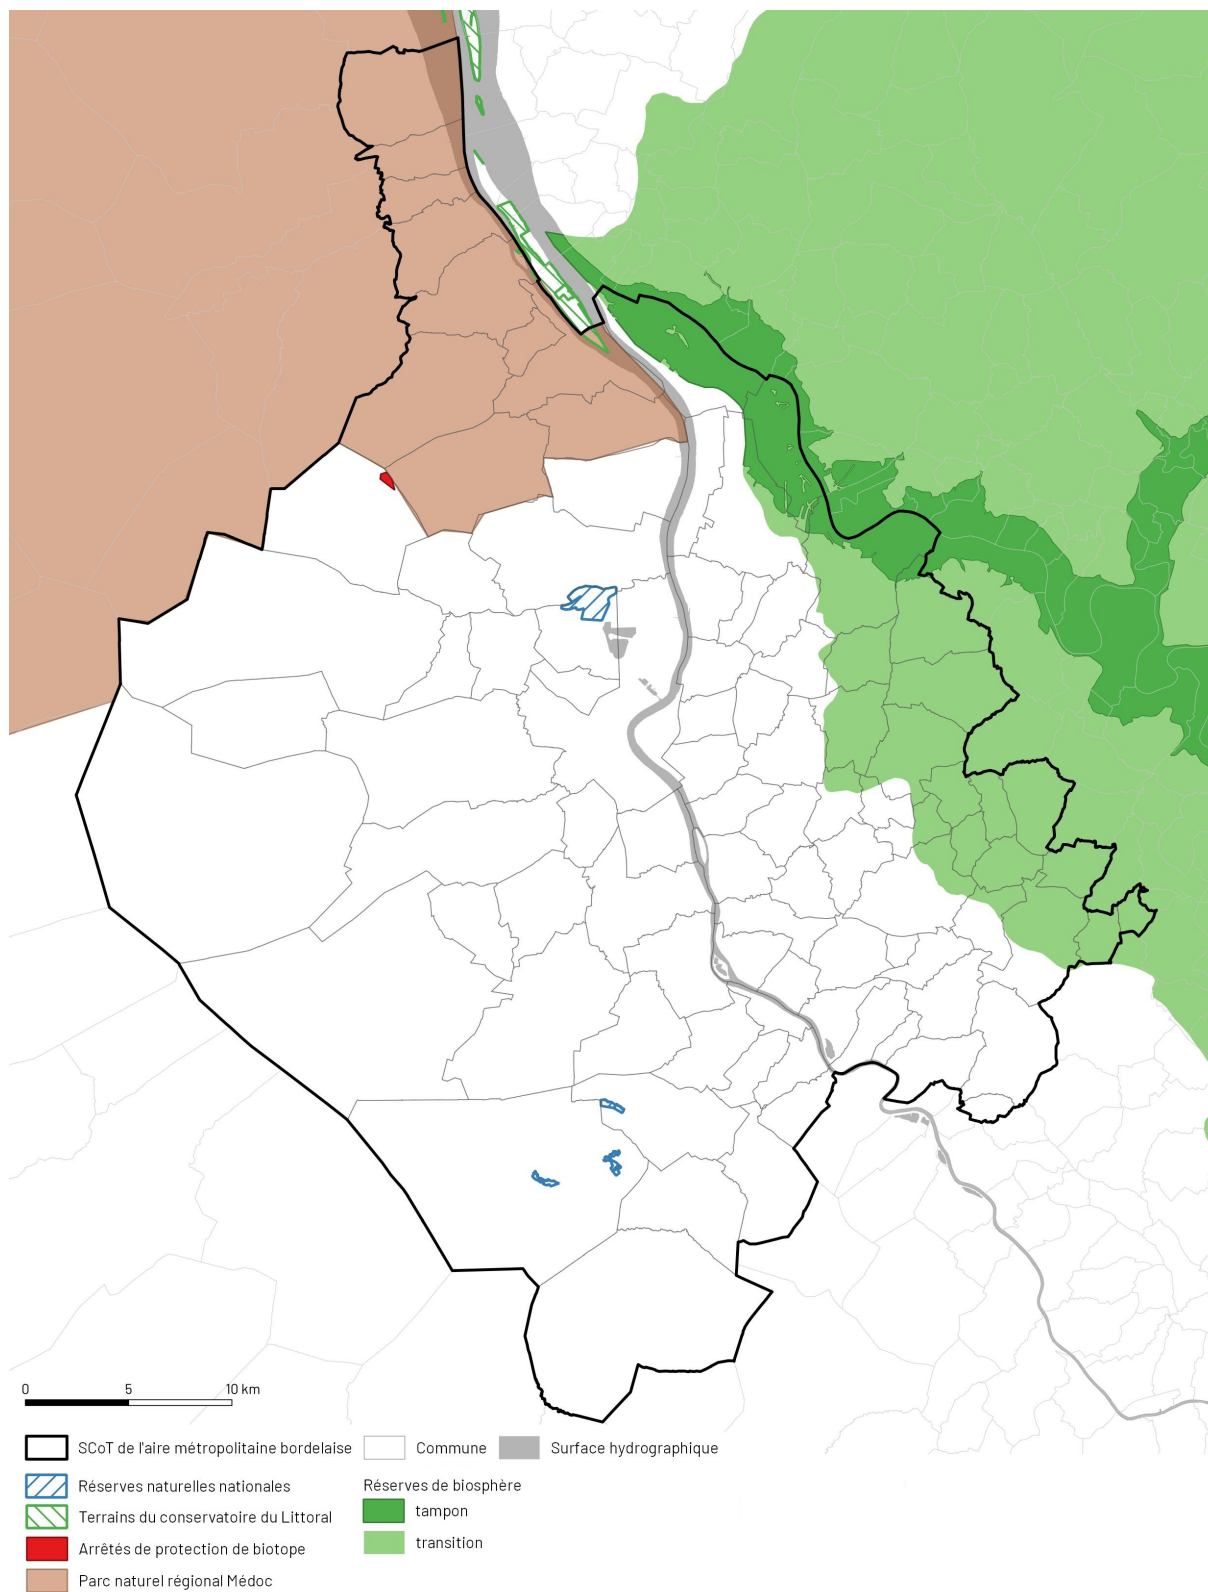 0 5 10 km
SCoT de l'aire métropolitaine bordelaise Commune Surface hydrographique
Réserves naturelles nationales Réserves de biosphère
Terrains du conservatoire du Littoral tampon
Arrêtés de protection de biotope transition
Parc naturel régional Médoc